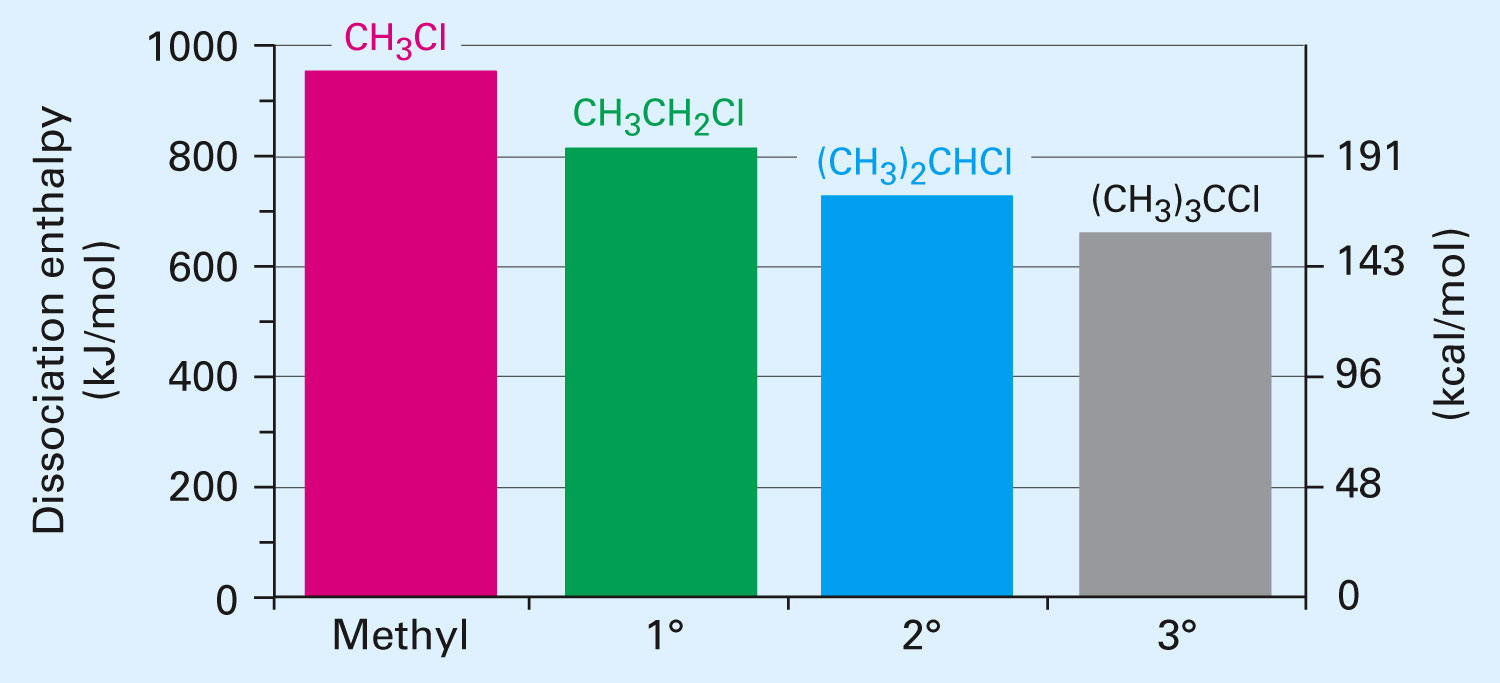 Dissociation enthalpy
(kJ/mol)
1000
800
600
400
200
0
CH₃Cl
CH₃CH₂Cl
(CH₃)₂CHCl
(CH₃)₃CCl
191
143
96
48
0
(kcal/mol)
Methyl
1°
2°
3°